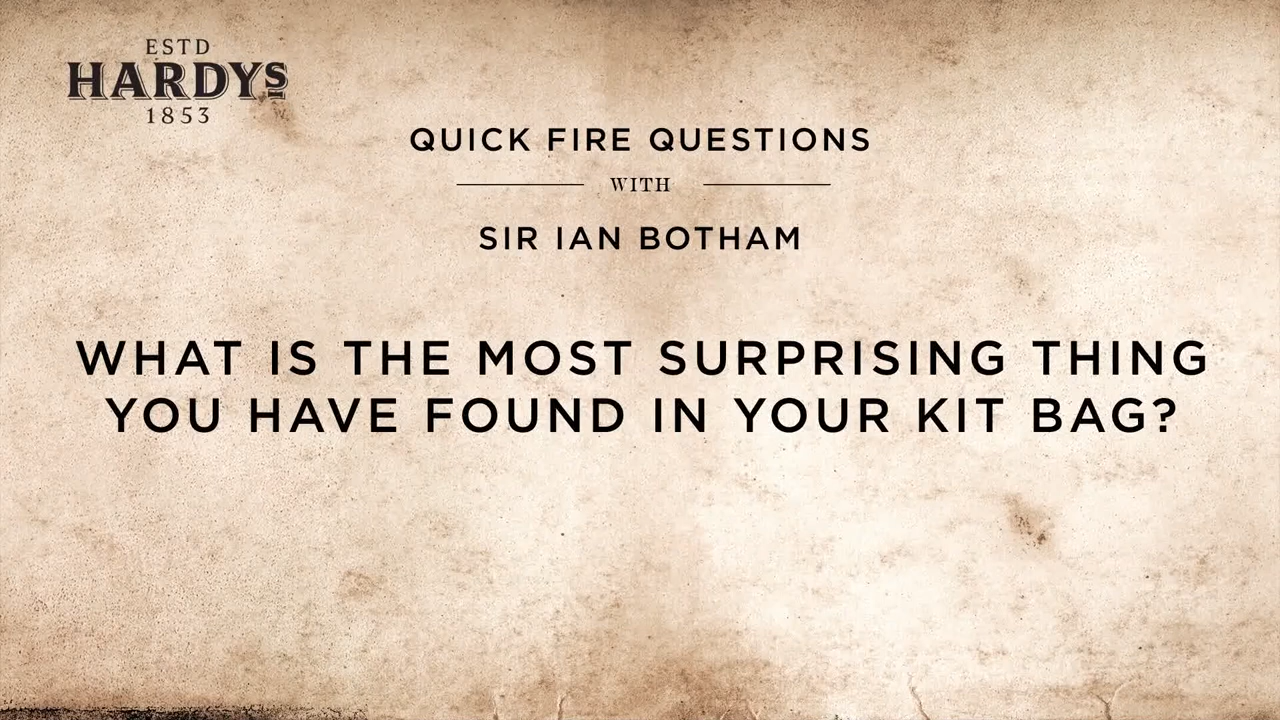 ESTD
HARDYS
1853
QUICK FIRE QUESTIONS
WITH
SIR IAN BOTHAM
WHAT IS THE MOST SURPRISING THING
YOU HAVE FOUND IN YOUR KIT BAG?